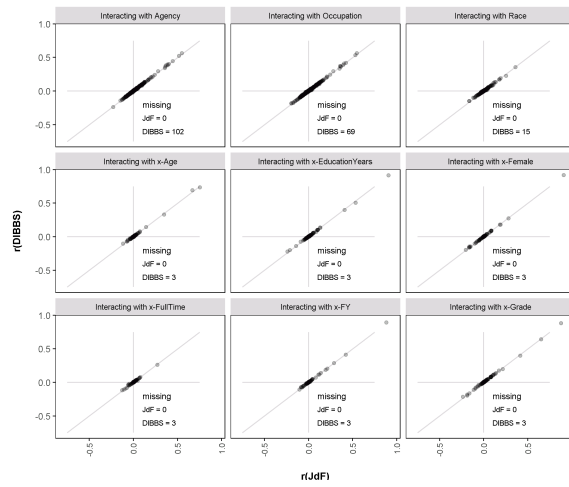 Interacting with Agency
Interacting with Occupation
Interacting with Race
1.0
0.5
0.0
-0.5
missing
JdF = 0
DIBBS = 102
missing
JdF = 0
DIBBS = 69
missing
JdF = 0
DIBBS = 15
Interacting with x-Age
Interacting with x-EducationYears
Interacting with x-Female
r(DIBBS)
1.0
0.5
0.0
-0.5
missing
JdF = 0
DIBBS = 3
missing
JdF = 0
DIBBS = 3
missing
JdF = 0
DIBBS = 3
Interacting with x-FullTime
Interacting with x-FY
Interacting with x-Grade
1.0
0.5
0.0
-0.5
missing
JdF = 0
DIBBS = 3
missing
JdF = 0
DIBBS = 3
missing
JdF = 0
DIBBS = 3
-0.5
0.0
0.5
1.0
-0.5
0.0
0.5
1.0
-0.5
0.0
0.5
1.0
r(JdF)